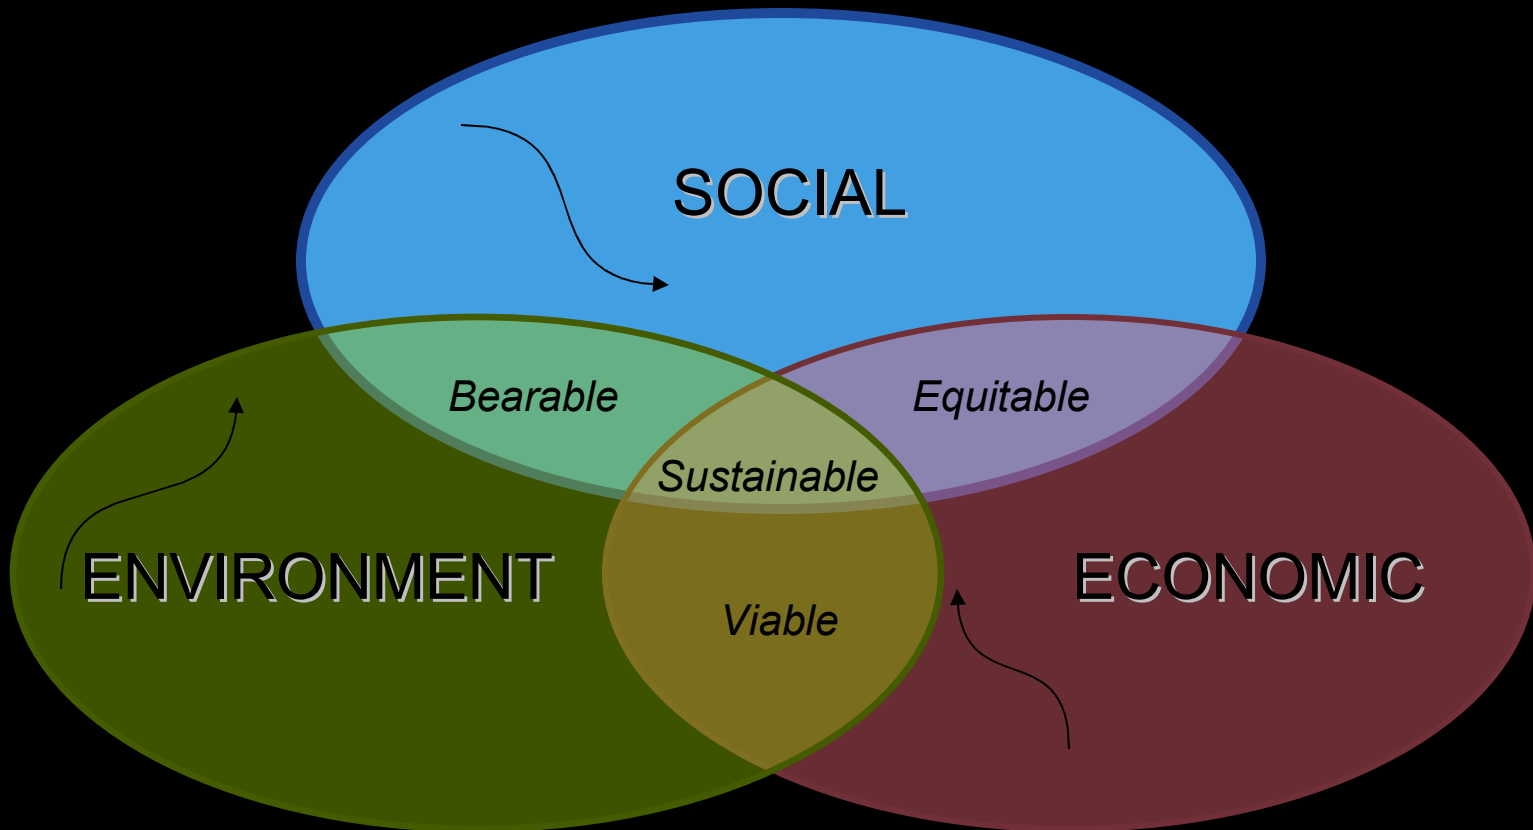 SOCIAL
Bearable
Equitable
Sustainable
ENVIRONMENT
ECONOMIC
Viable